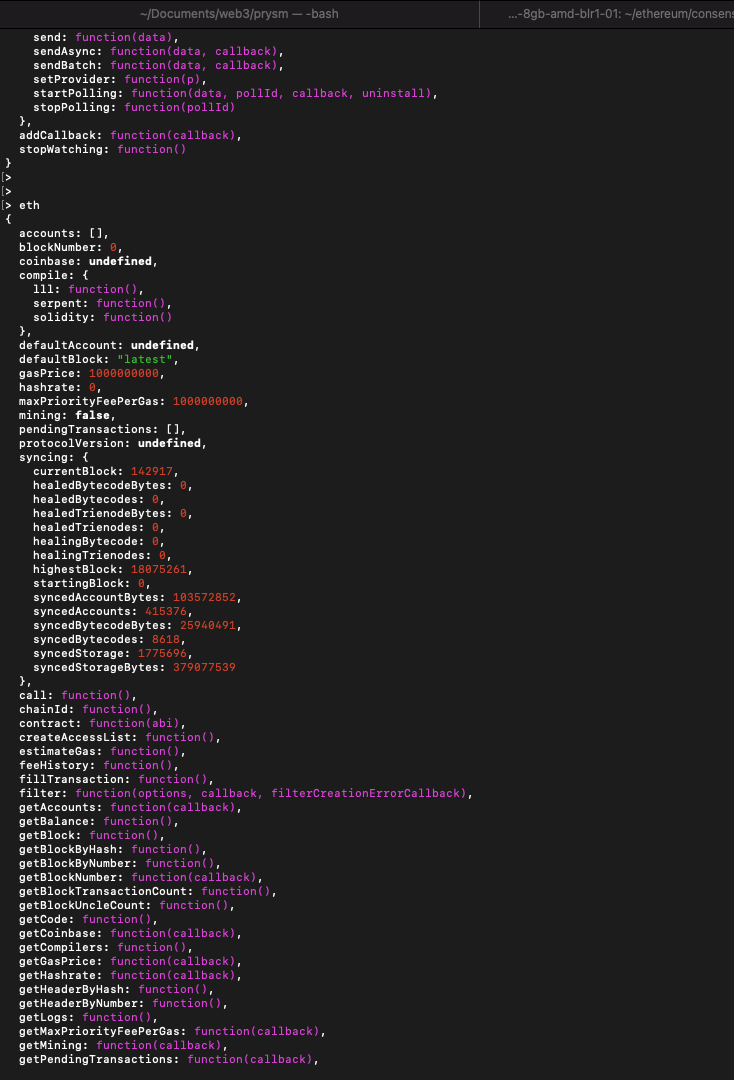 ~/Documents/web3/prysm — -bash
...-8gb-amd-blr1-01: ~/ethereum/consens
send: function(data),
sendAsync: function(data, callback),
sendBatch: function(data, callback),
setProvider: function(p),
startPolling: function(data, pollId, callback, uninstall),
stopPolling: function(pollId)
},
addCallback: function(callback),
stopWatching: function()
}
[>
[>
[> eth
{
accounts: [],
blockNumber: 0,
coinbase: undefined,
compile: {
lll: function(),
serpent: function(),
solidity: function()
},
defaultAccount: undefined,
defaultBlock: "latest",
gasPrice: 1000000000,
hashrate: 0,
maxPriorityFeePerGas: 1000000000,
mining: false,
pendingTransactions: [],
protocolVersion: undefined,
syncing: {
currentBlock: 142917,
healedBytecodeBytes: 0,
healedBytecodes: 0,
healedTrienodeBytes: 0,
healedTrienodes: 0,
healingBytecode: 0,
healingTrienodes: 0,
highestBlock: 18075261,
startingBlock: 0,
syncedAccountBytes: 103572852,
syncedAccounts: 415376,
syncedBytecodeBytes: 25940491,
syncedBytecodes: 8618,
syncedStorage: 1775696,
syncedStorageBytes: 379077539
},
call: function(),
chainId: function(),
contract: function(abi),
createAccessList: function(),
estimateGas: function(),
feeHistory: function(),
fillTransaction: function(),
filter: function(options, callback, filterCreationErrorCallback),
getAccounts: function(callback),
getBalance: function(),
getBlock: function(),
getBlockByHash: function(),
getBlockByNumber: function(),
getBlockNumber: function(callback),
getBlockTransactionCount: function(),
getBlockUncleCount: function(),
getCode: function(),
getCoinbase: function(callback),
getCompilers: function(),
getGasPrice: function(callback),
getHashrate: function(callback),
getHeaderByHash: function(),
getHeaderByNumber: function(),
getLogs: function(),
getMaxPriorityFeePerGas: function(callback),
getMining: function(callback),
getPendingTransactions: function(callback),